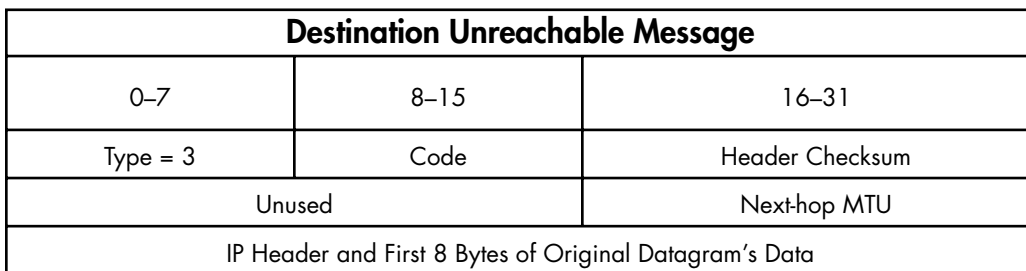 Destination Unreachable Message
0–7 8–15 16–31
Type = 3 Code Header Checksum
Unused Next-hop MTU
IP Header and First 8 Bytes of Original Datagram’s Data